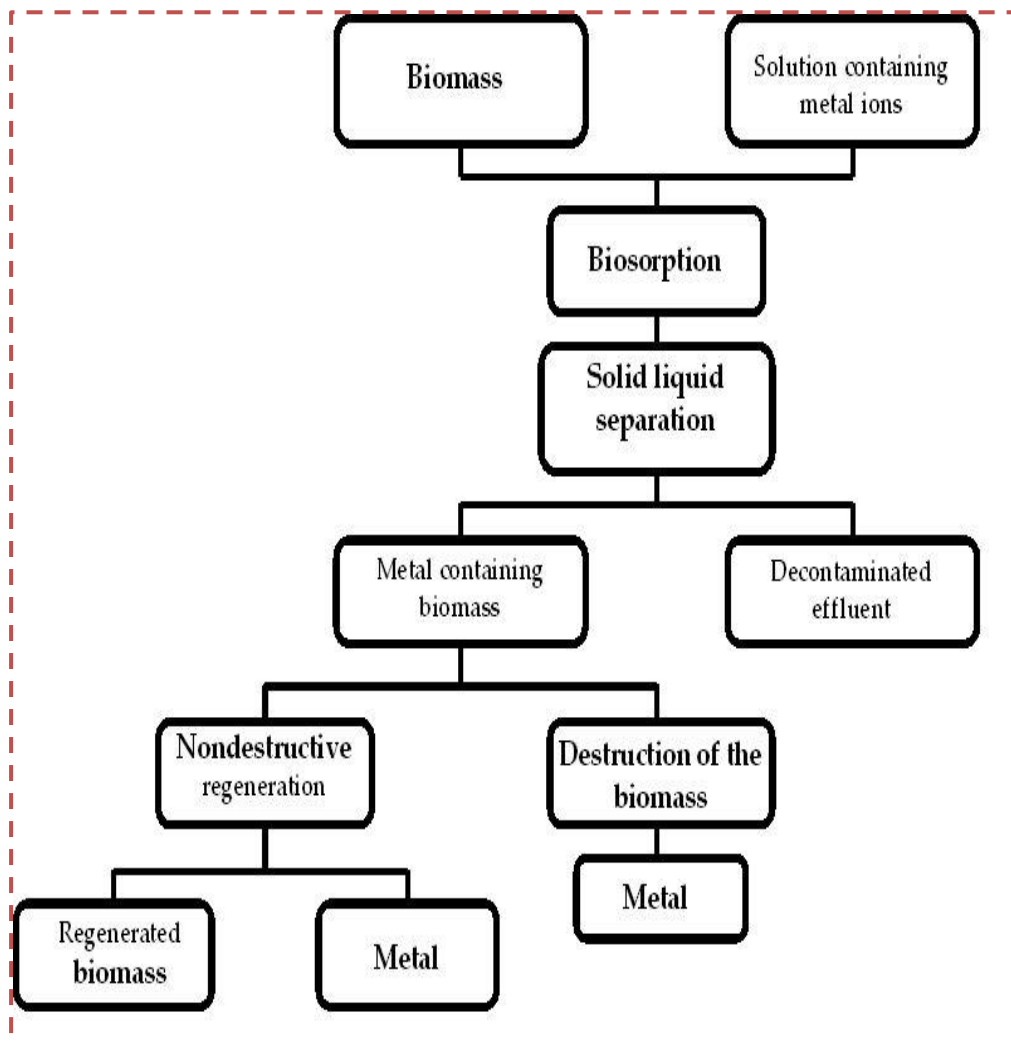 Biomass
Solution containing
metal ions
Biosorption
Solid liquid
separation
Metal containing
biomass
Decontaminated
effluent
Nondestructive
regeneration
Destruction of the
biomass
Regenerated
biomass
Metal
Metal